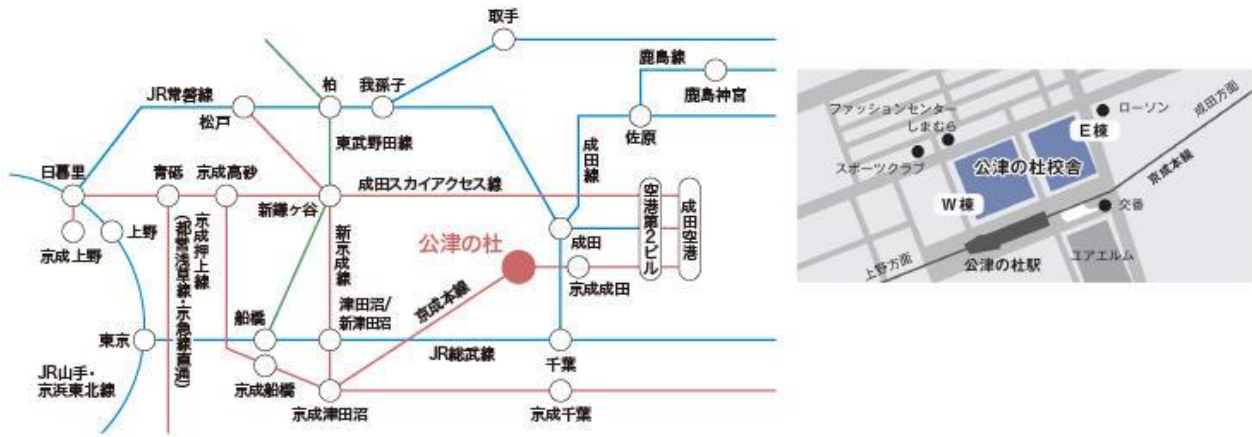 取手
鹿島線
柏
我孫子
JR常磐線
鹿島神宮
松戸
東武野田線
佐原
成田線
日暮里
青砥
京成高砂
成田スカイアクセス線
新鎌ヶ谷
空港第2ビル
成田空港
上野
京成上野
京成押上線
(都営浅草線・京急線直通)
新京成線
公津の杜
成田
京成成田
京成本線
船橋
津田沼/
新津田沼
東京
JR総武線
千葉
JR山手・
京浜東北線
京成船橋
京成津田沼
京成千葉
ファッションセンター
しまむら
ローソン
成田方面
E棟
スポーツクラブ
公津の杜校舎
京成本線
W棟
交番
上野方面
公津の杜駅
ユアエルム